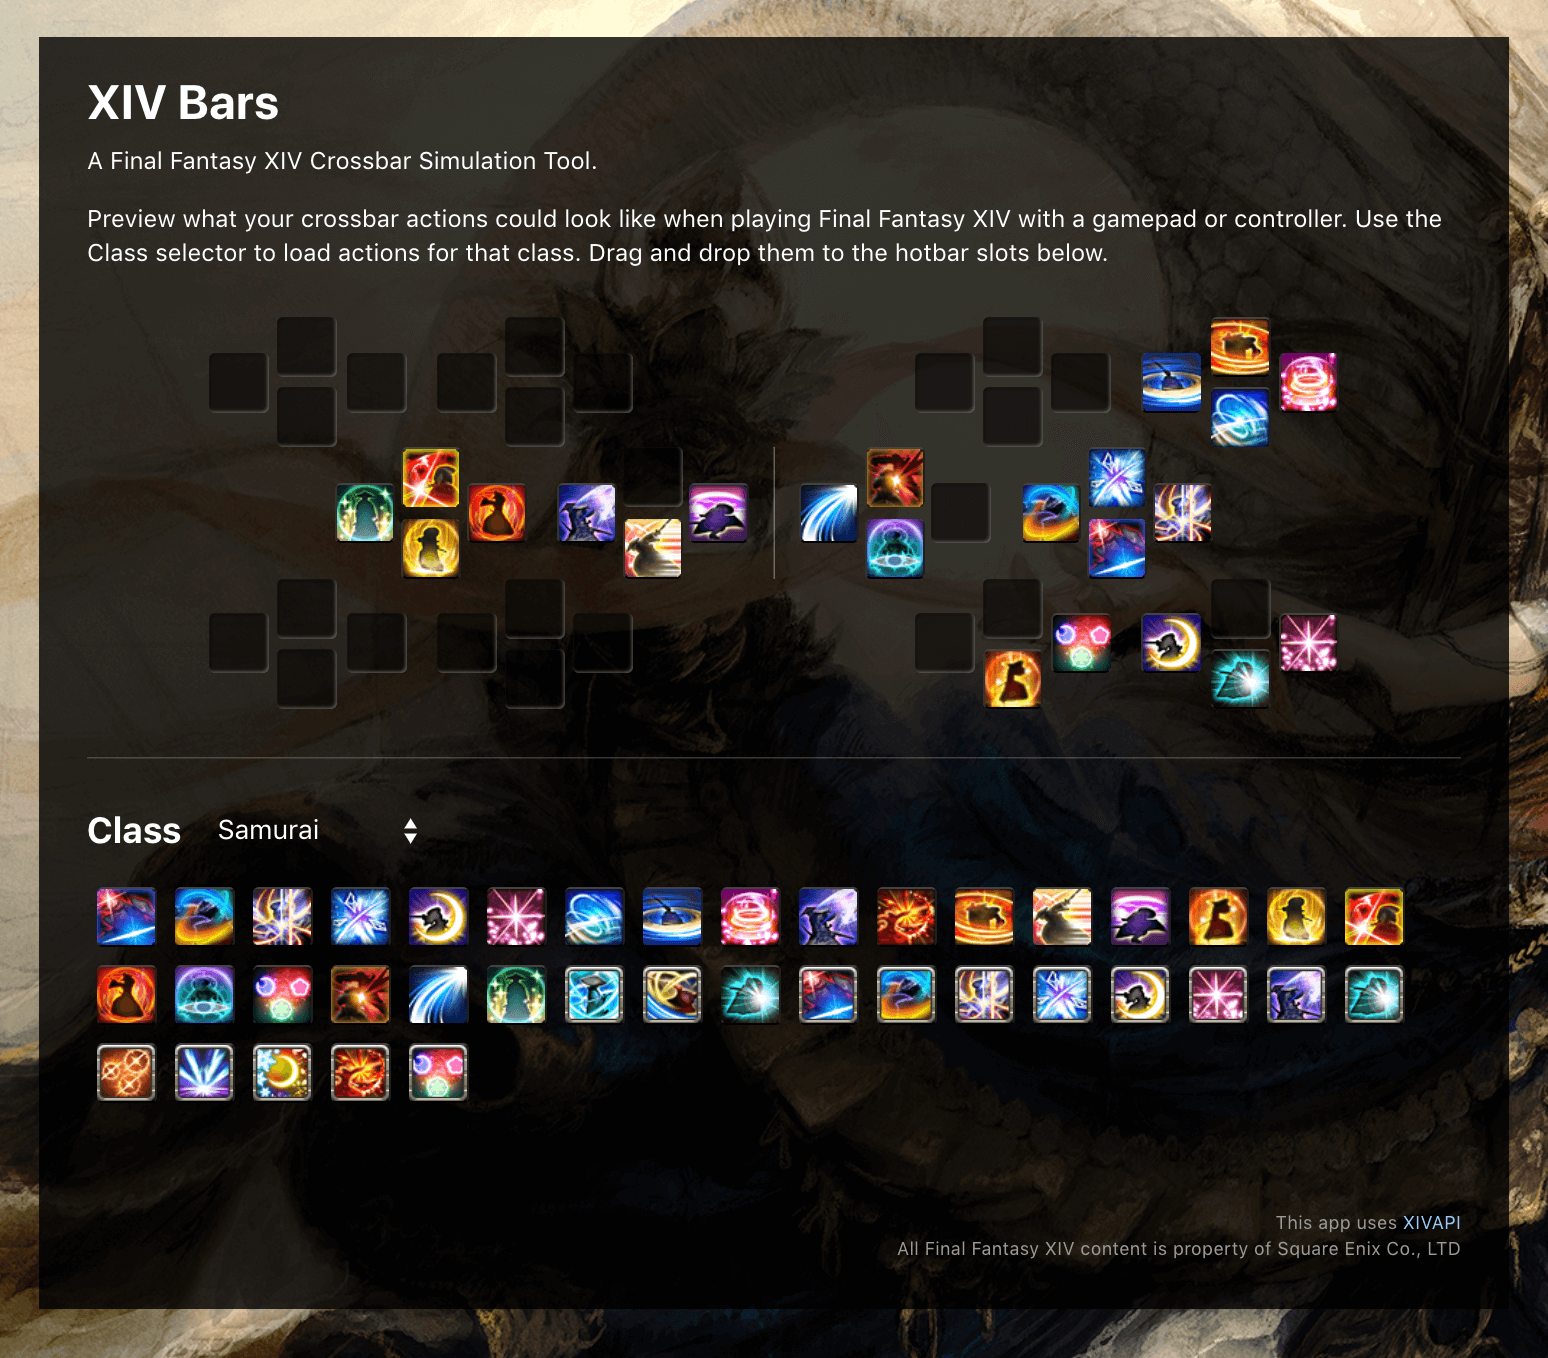 XIV Bars
A Final Fantasy XIV Crossbar Simulation Tool.
Preview what your crossbar actions could look like when playing Final Fantasy XIV with a gamepad or controller. Use the
Class selector to load actions for that class. Drag and drop them to the hotbar slots below.
Class Samurai
This app uses XIVAPI
All Final Fantasy XIV content is property of Square Enix Co., LTD